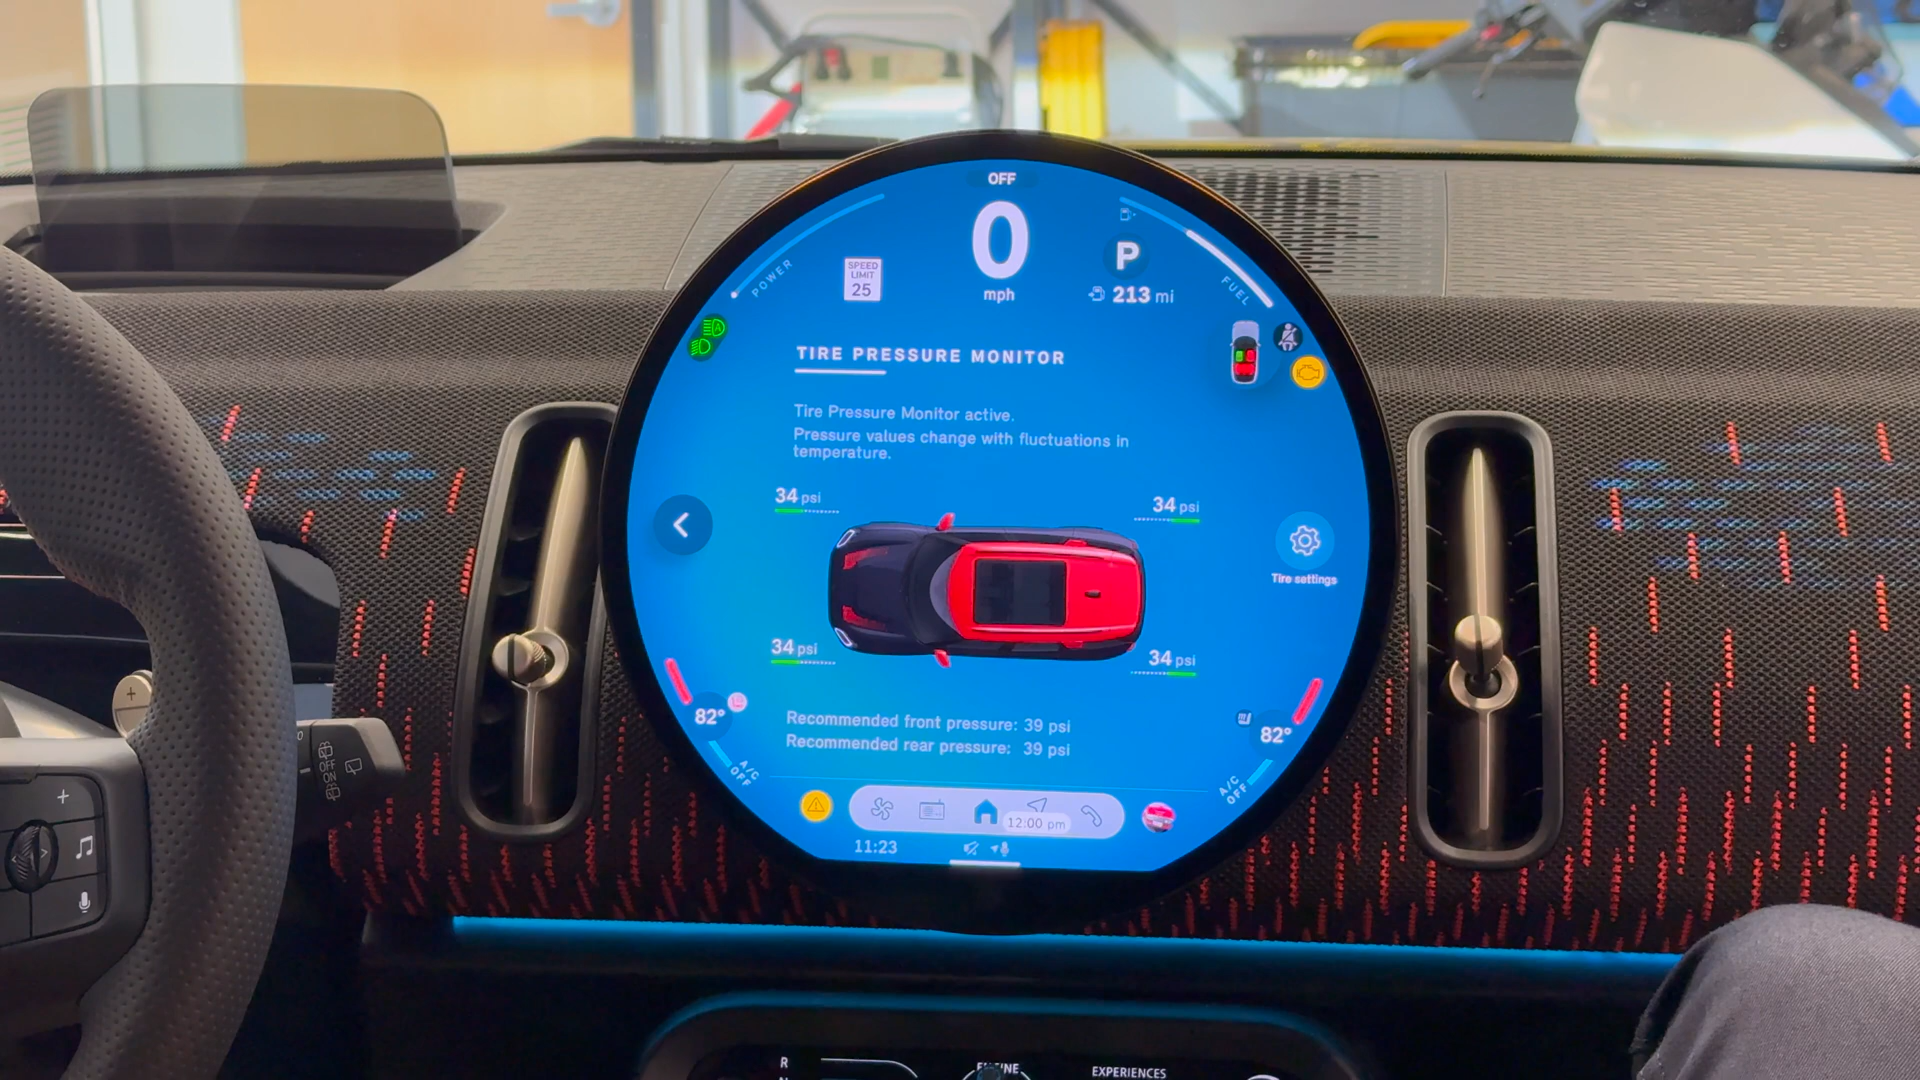 OFF
0
mph
POWER
SPEED
LIMIT
25
P
213 mi
FUEL
A
TIRE PRESSURE MONITOR
Tire Pressure Monitor active.
Pressure values change with fluctuations in
temperature.
34 psi
34 psi
Tire settings
34 psi
34 psi
82°
82°
Recommended front pressure: 39 psi
Recommended rear pressure: 39 psi
A/C
OFF
A/C
OFF
12:00 pm
11:23
+
OFF
ON
+
R
ENGINE
EXPERIENCES